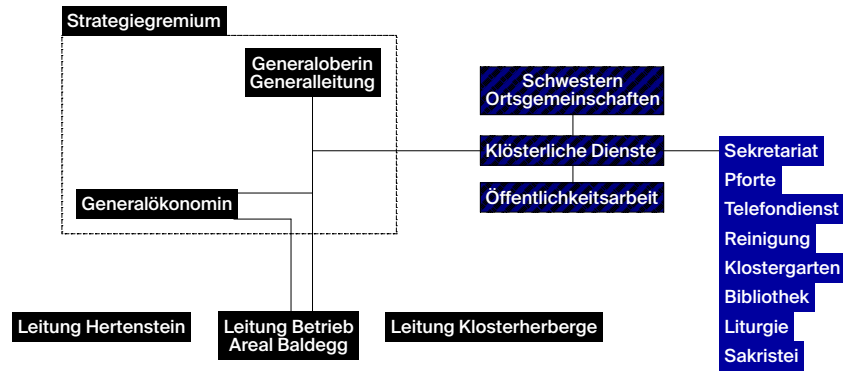 Strategiegremium
Generaloberin
Generalleitung
Schwestern
Ortsgemeinschaften
Klösterliche Dienste
Öffentlichkeitsarbeit
Generalökonomin
Sekretariat
Pforte
Telefondienst
Reinigung
Klostergarten
Bibliothek
Liturgie
Sakristei
Leitung Hertenstein
Leitung Betrieb
Areal Baldegg
Leitung Klosterherberge